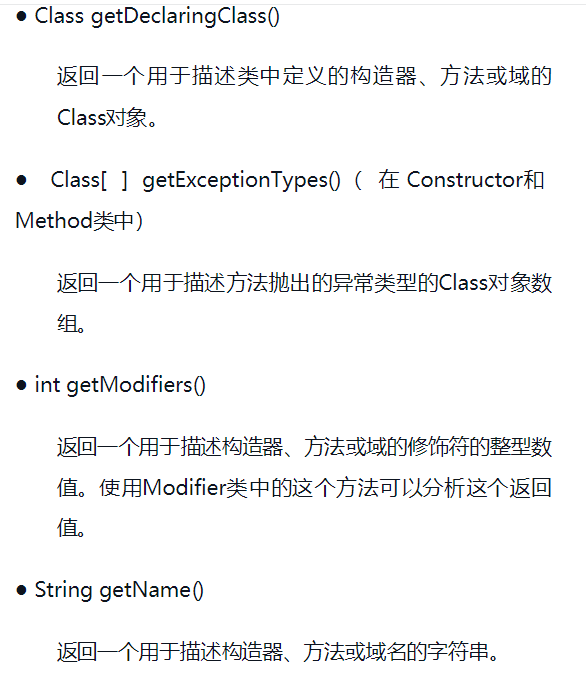 ● Class getDeclaringClass()
返回一个用于描述类中定义的构造器、方法或域的
Class对象。
● Class[ ] getExceptionTypes()（ 在 Constructor和
Method类中）
返回一个用于描述方法抛出的异常类型的Class对象数
组。
● int getModifiers()
返回一个用于描述构造器、方法或域的修饰符的整型数
值。使用Modifier类中的这个方法可以分析这个返回
值。
● String getName()
返回一个用于描述构造器、方法或域名的字符串。